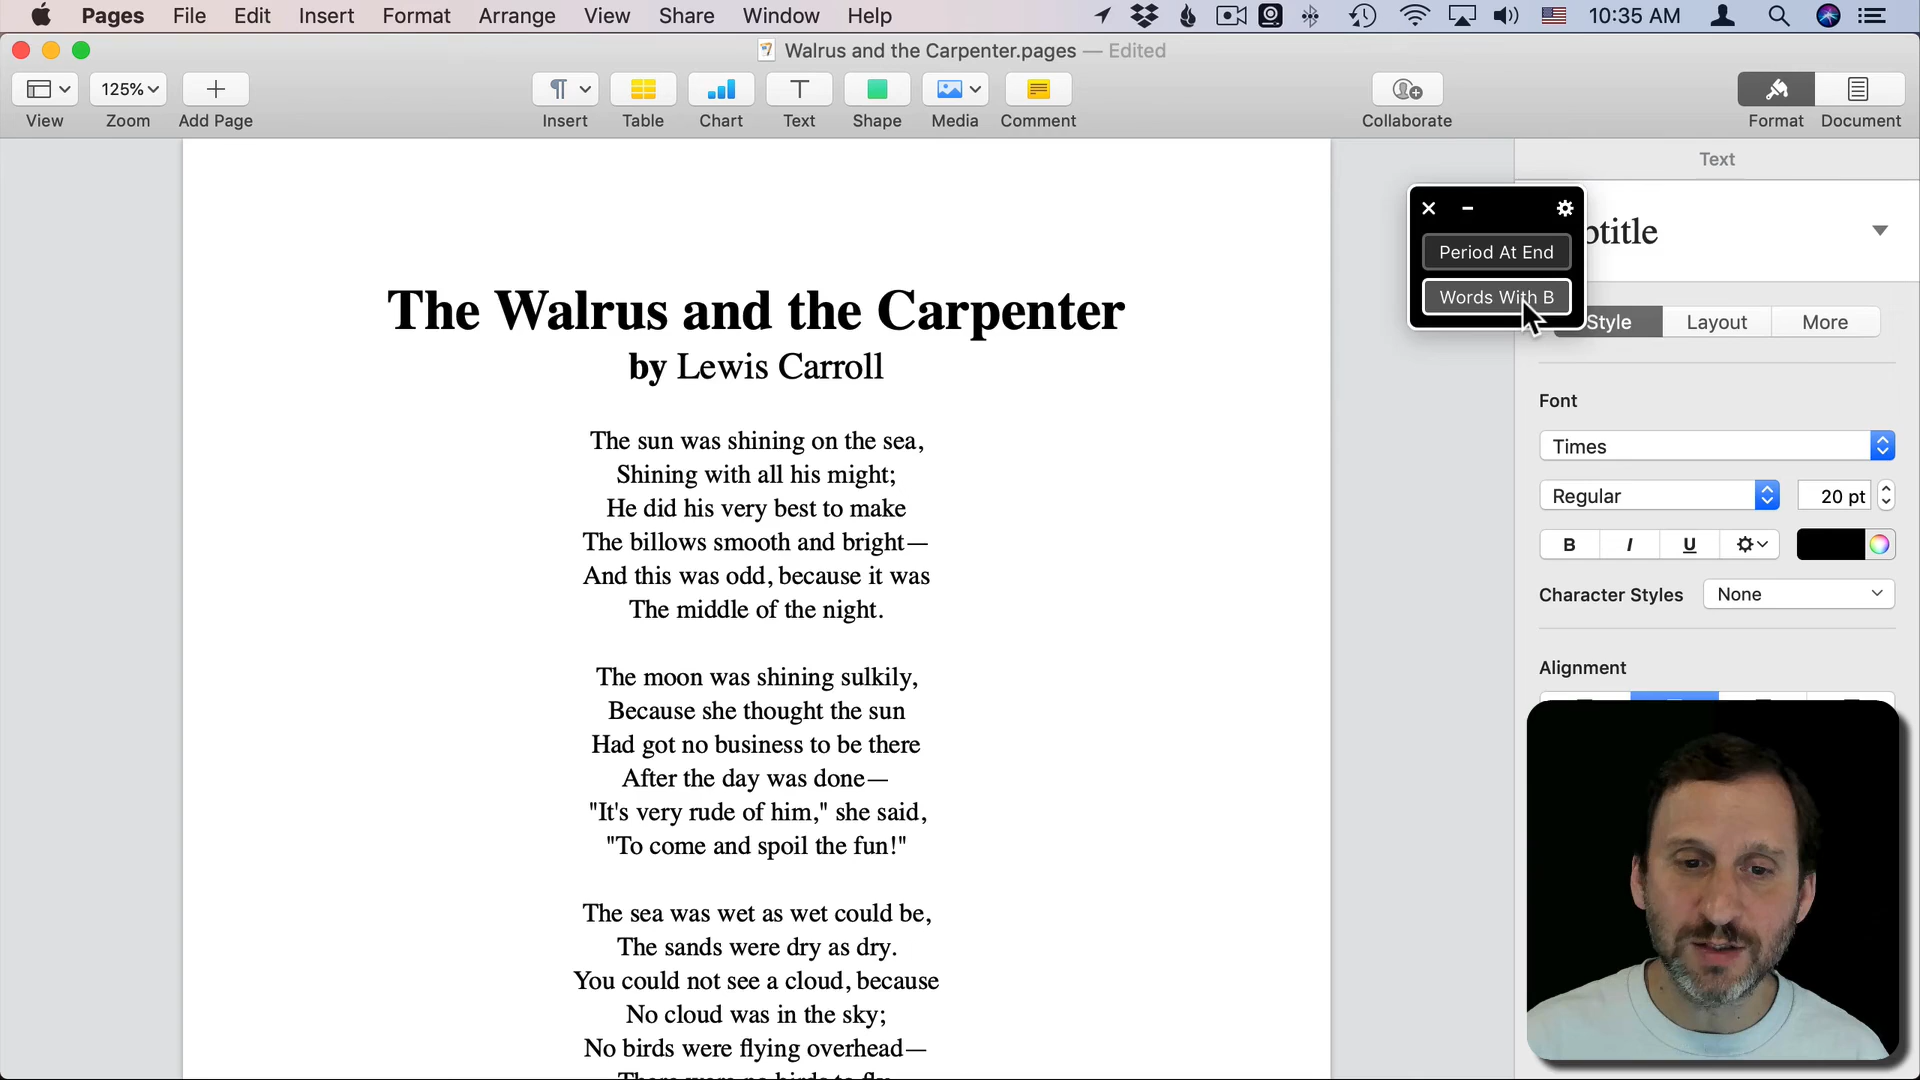 Pages File Edit Insert Format Arrange View Share Window Help 10:35 AM
Walrus and the Carpenter.pages — Edited
125%
View Zoom Add Page Insert Table Chart Text Shape Media Comment Collaborate Format Document
Text
Period At End
Words With B
btitle
Style Layout More
Font
Times
Regular 20 pt
B I U
Character Styles None
Alignment
The Walrus and the Carpenter
by Lewis Carroll
The sun was shining on the sea,
Shining with all his might;
He did his very best to make
The billows smooth and bright—
And this was odd, because it was
The middle of the night.
The moon was shining sulkily,
Because she thought the sun
Had got no business to be there
After the day was done—
"It's very rude of him," she said,
"To come and spoil the fun!"
The sea was wet as wet could be,
The sands were dry as dry.
You could not see a cloud, because
No cloud was in the sky;
No birds were flying overhead—